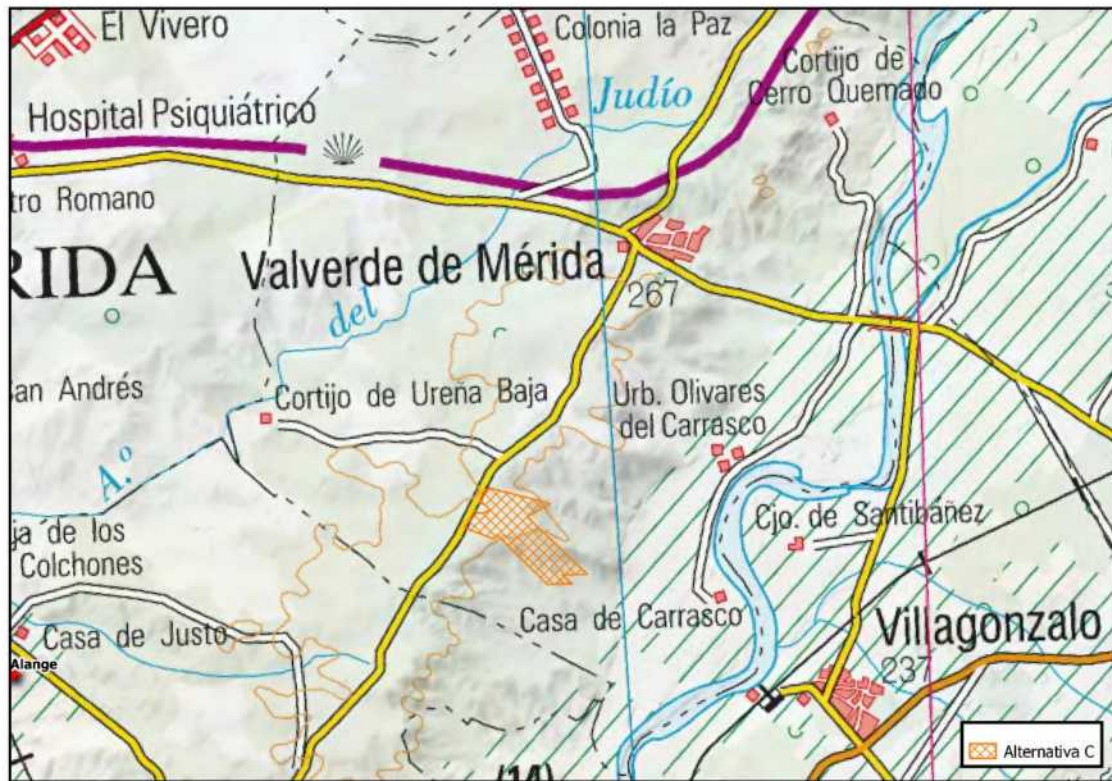 El Vivero
Colonia la Paz
Cortijo de
Cerro Quemado
Judío
Hospital Psiquiátrico
tro Romano
RIDA
Valverde de Mérida
267
del
San Andrés
Cortijo de Ureña Baja
Urb. Olivares
del Carrasco
A.º
Cjo. de Santibáñez
ja de los
Colchones
Casa de Carrasco
Villagonzalo
237
Casa de Justo
Alange
Alternativa C
(14)